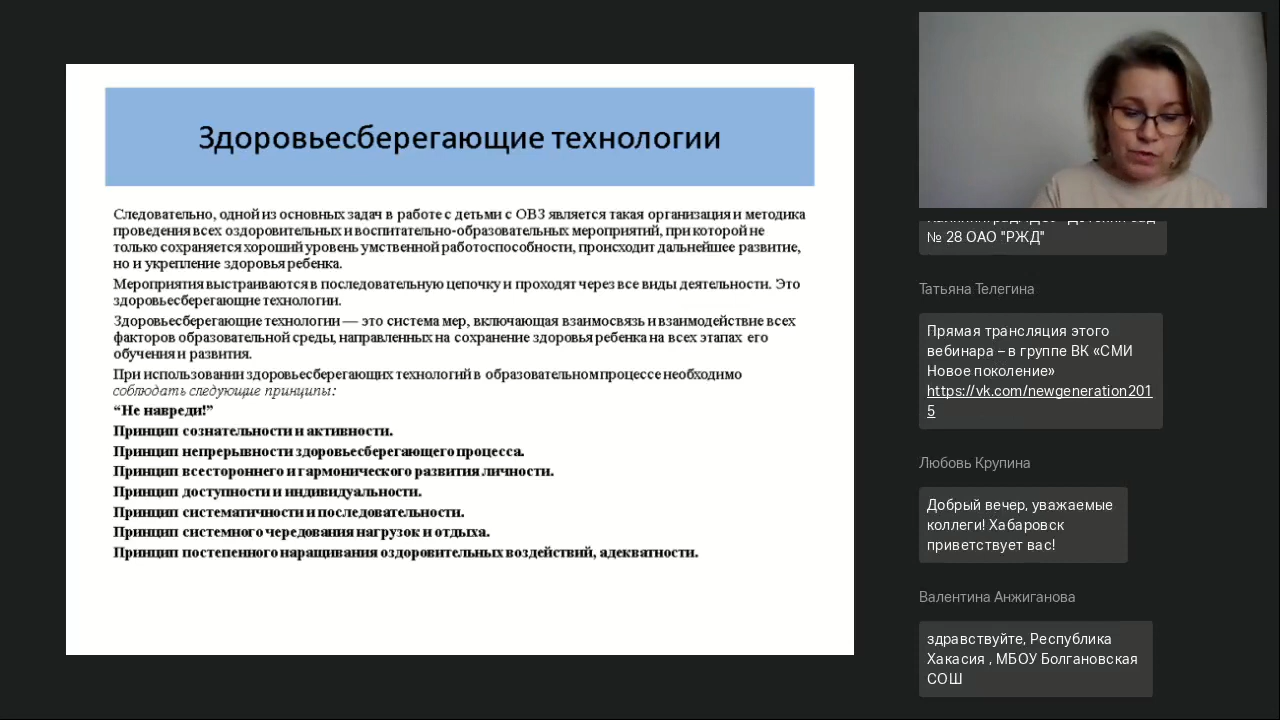 Здоровьесберегающие технологии
Следовательно, одной из основных задач в работе с детьми с ОВЗ является такая организация и методика
проведения всех оздоровительных и воспитательно-образовательных мероприятий, при которой не
только сохраняется хороший уровень умственной работоспособности, происходит дальнейшее развитие,
но и укрепление здоровья ребенка.
Мероприятия выстраиваются в последовательную цепочку и проходят через все виды деятельности. Это
здоровьесберегающие технологии.
Здоровьесберегающие технологии — это система мер, включающая взаимосвязь и взаимодействие всех
факторов образовательной среды, направленных на сохранение здоровья ребенка на всех этапах его
обучения и развития.
При использовании здоровьесберегающих технологий в образовательном процессе необходимо
соблюдать следующие принципы:
“Не навреди!”
Принцип сознательности и активности.
Принцип непрерывности здоровьесберегающего процесса.
Принцип всестороннего и гармонического развития личности.
Принцип доступности и индивидуальности.
Принцип систематичности и последовательности.
Принцип системного чередования нагрузок и отдыха.
Принцип постепенного наращивания оздоровительных воздействий, адекватности.
№ 28 ОАО "РЖД"
Татьяна Телегина
Прямая трансляция этого
вебинара – в группе ВК «СМИ
Новое поколение»
https://vk.com/newgeneration201
5
Любовь Крупина
Добрый вечер, уважаемые
коллеги! Хабаровск
приветствует вас!
Валентина Анжиганова
здравствуйте, Республика
Хакасия , МБОУ Болгановская
СОШ